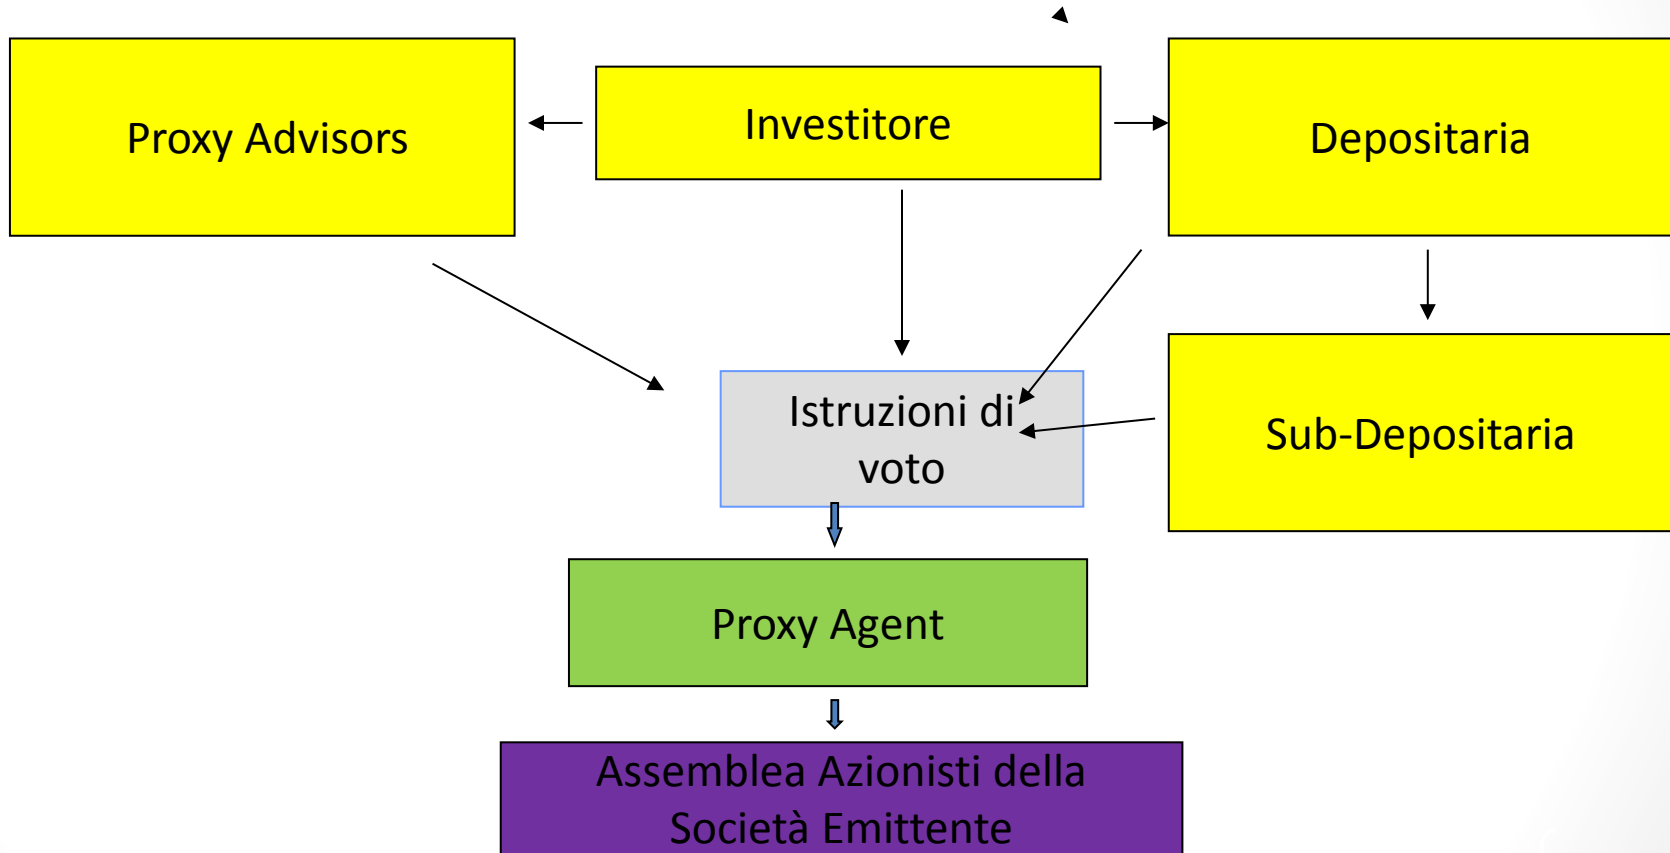 Proxy Advisors
Investitore
Depositaria
Istruzioni di
voto
Sub-Depositaria
Proxy Agent
Assemblea Azionisti della
Società Emittente